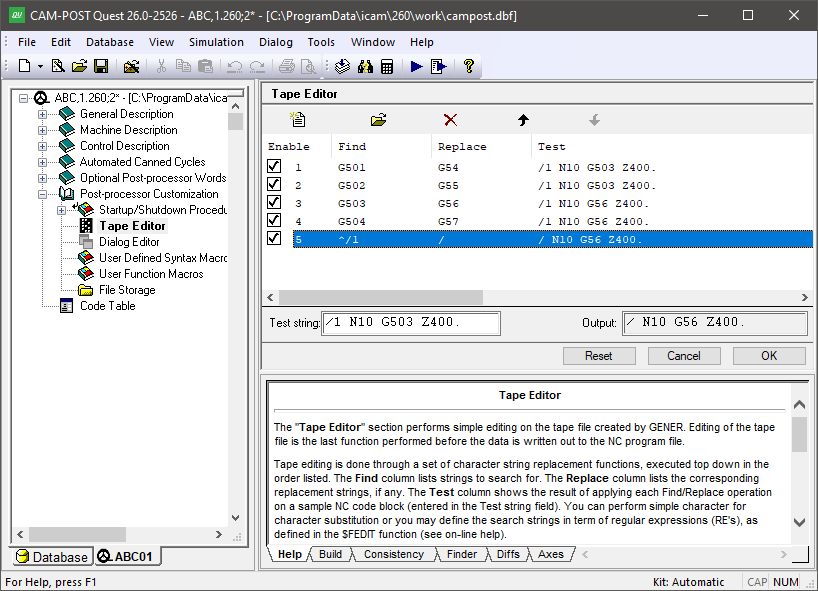 CAM-POST Quest 26.0-2526 - ABC,1.260;2* - [C:\ProgramData\icam\260\work\campost.dbf]
File Edit Database View Simulation Dialog Tools Window Help
ABC,1.260;2* - [C:\ProgramData\ica
General Description
Machine Description
Control Description
Automated Canned Cycles
Optional Post-processor Words
Post-processor Customization
Startup/Shutdown Procedu
Tape Editor
Dialog Editor
User Defined Syntax Macro
User Function Macros
File Storage
Code Table
Database ABC01
Tape Editor
Enable Find Replace Test
1 G501 G54 /1 N10 G503 Z400.
2 G502 G55 /1 N10 G503 Z400.
3 G503 G56 /1 N10 G56 Z400.
4 G504 G57 /1 N10 G56 Z400.
5 ^/1 / / N10 G56 Z400.
Test string: /1 N10 G503 Z400. Output: / N10 G56 Z400.
Reset Cancel OK
Tape Editor
The "Tape Editor" section performs simple editing on the tape file created by GENER. Editing of the tape
file is the last function performed before the data is written out to the NC program file.
Tape editing is done through a set of character string replacement functions, executed top down in the
order listed. The Find column lists strings to search for. The Replace column lists the corresponding
replacement strings, if any. The Test column shows the result of applying each Find/Replace operation
on a sample NC code block (entered in the Test string field). You can perform simple character for
character substitution or you may define the search strings in term of regular expressions (RE's), as
defined in the $FEDIT function (see on-line help).
Help Build Consistency Finder Diffs Axes
For Help, press F1 Kit: Automatic CAP NUM